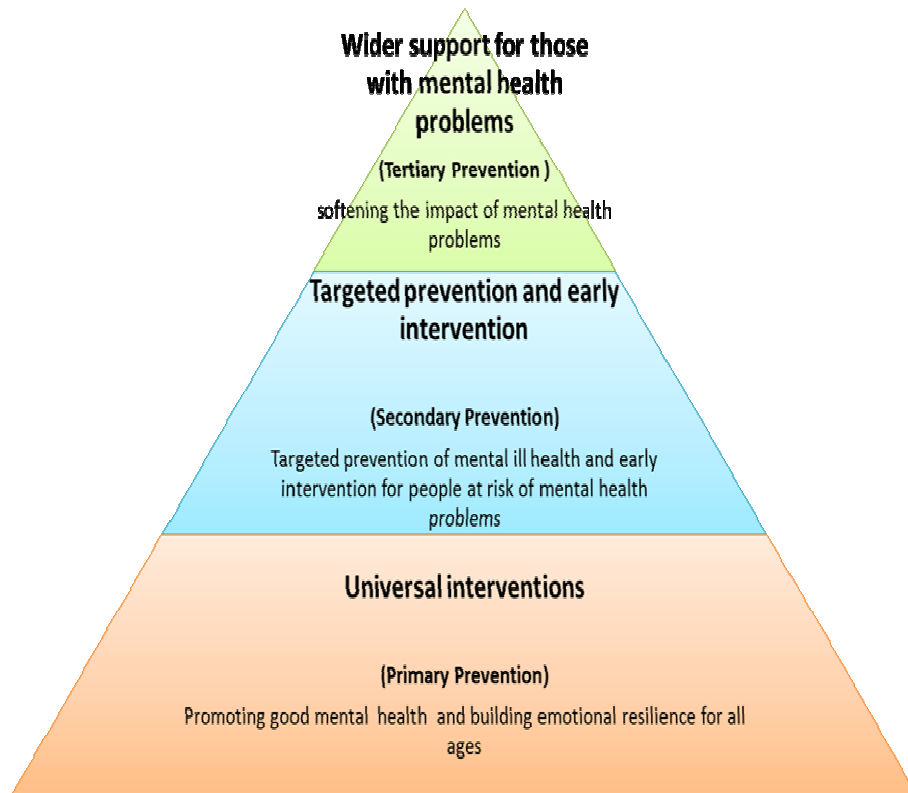 Wider support for those
with mental health
problems
(Tertiary Prevention )
softening the impact of mental health
problems
Targeted prevention and early
intervention
(Secondary Prevention)
Targeted prevention of mental ill health and early
intervention for people at risk of mental health
problems
Universal interventions
(Primary Prevention)
Promoting good mental health and building emotional resilience for all
ages